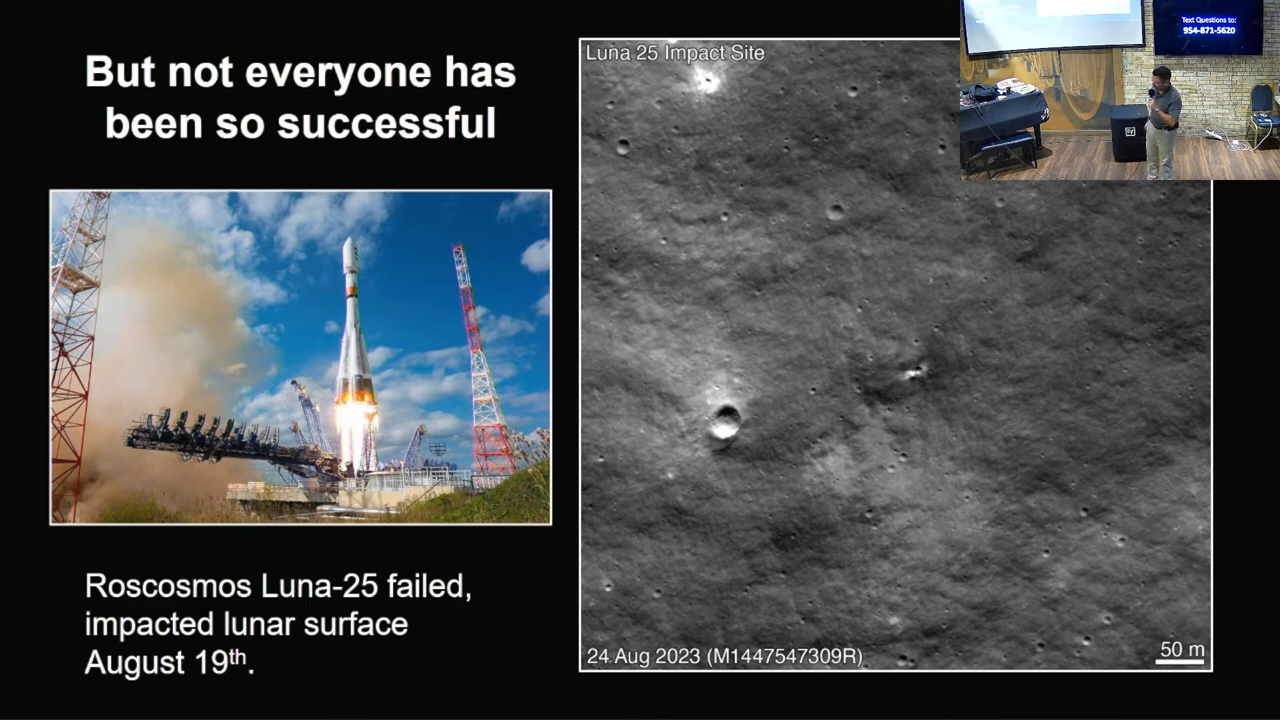 But not everyone has
been so successful
Luna 25 Impact Site
Text Questions to:
954-871-5620
Roscosmos Luna-25 failed,
impacted lunar surface
August 19th.
24 Aug 2023 (M1447547309R)
50 m